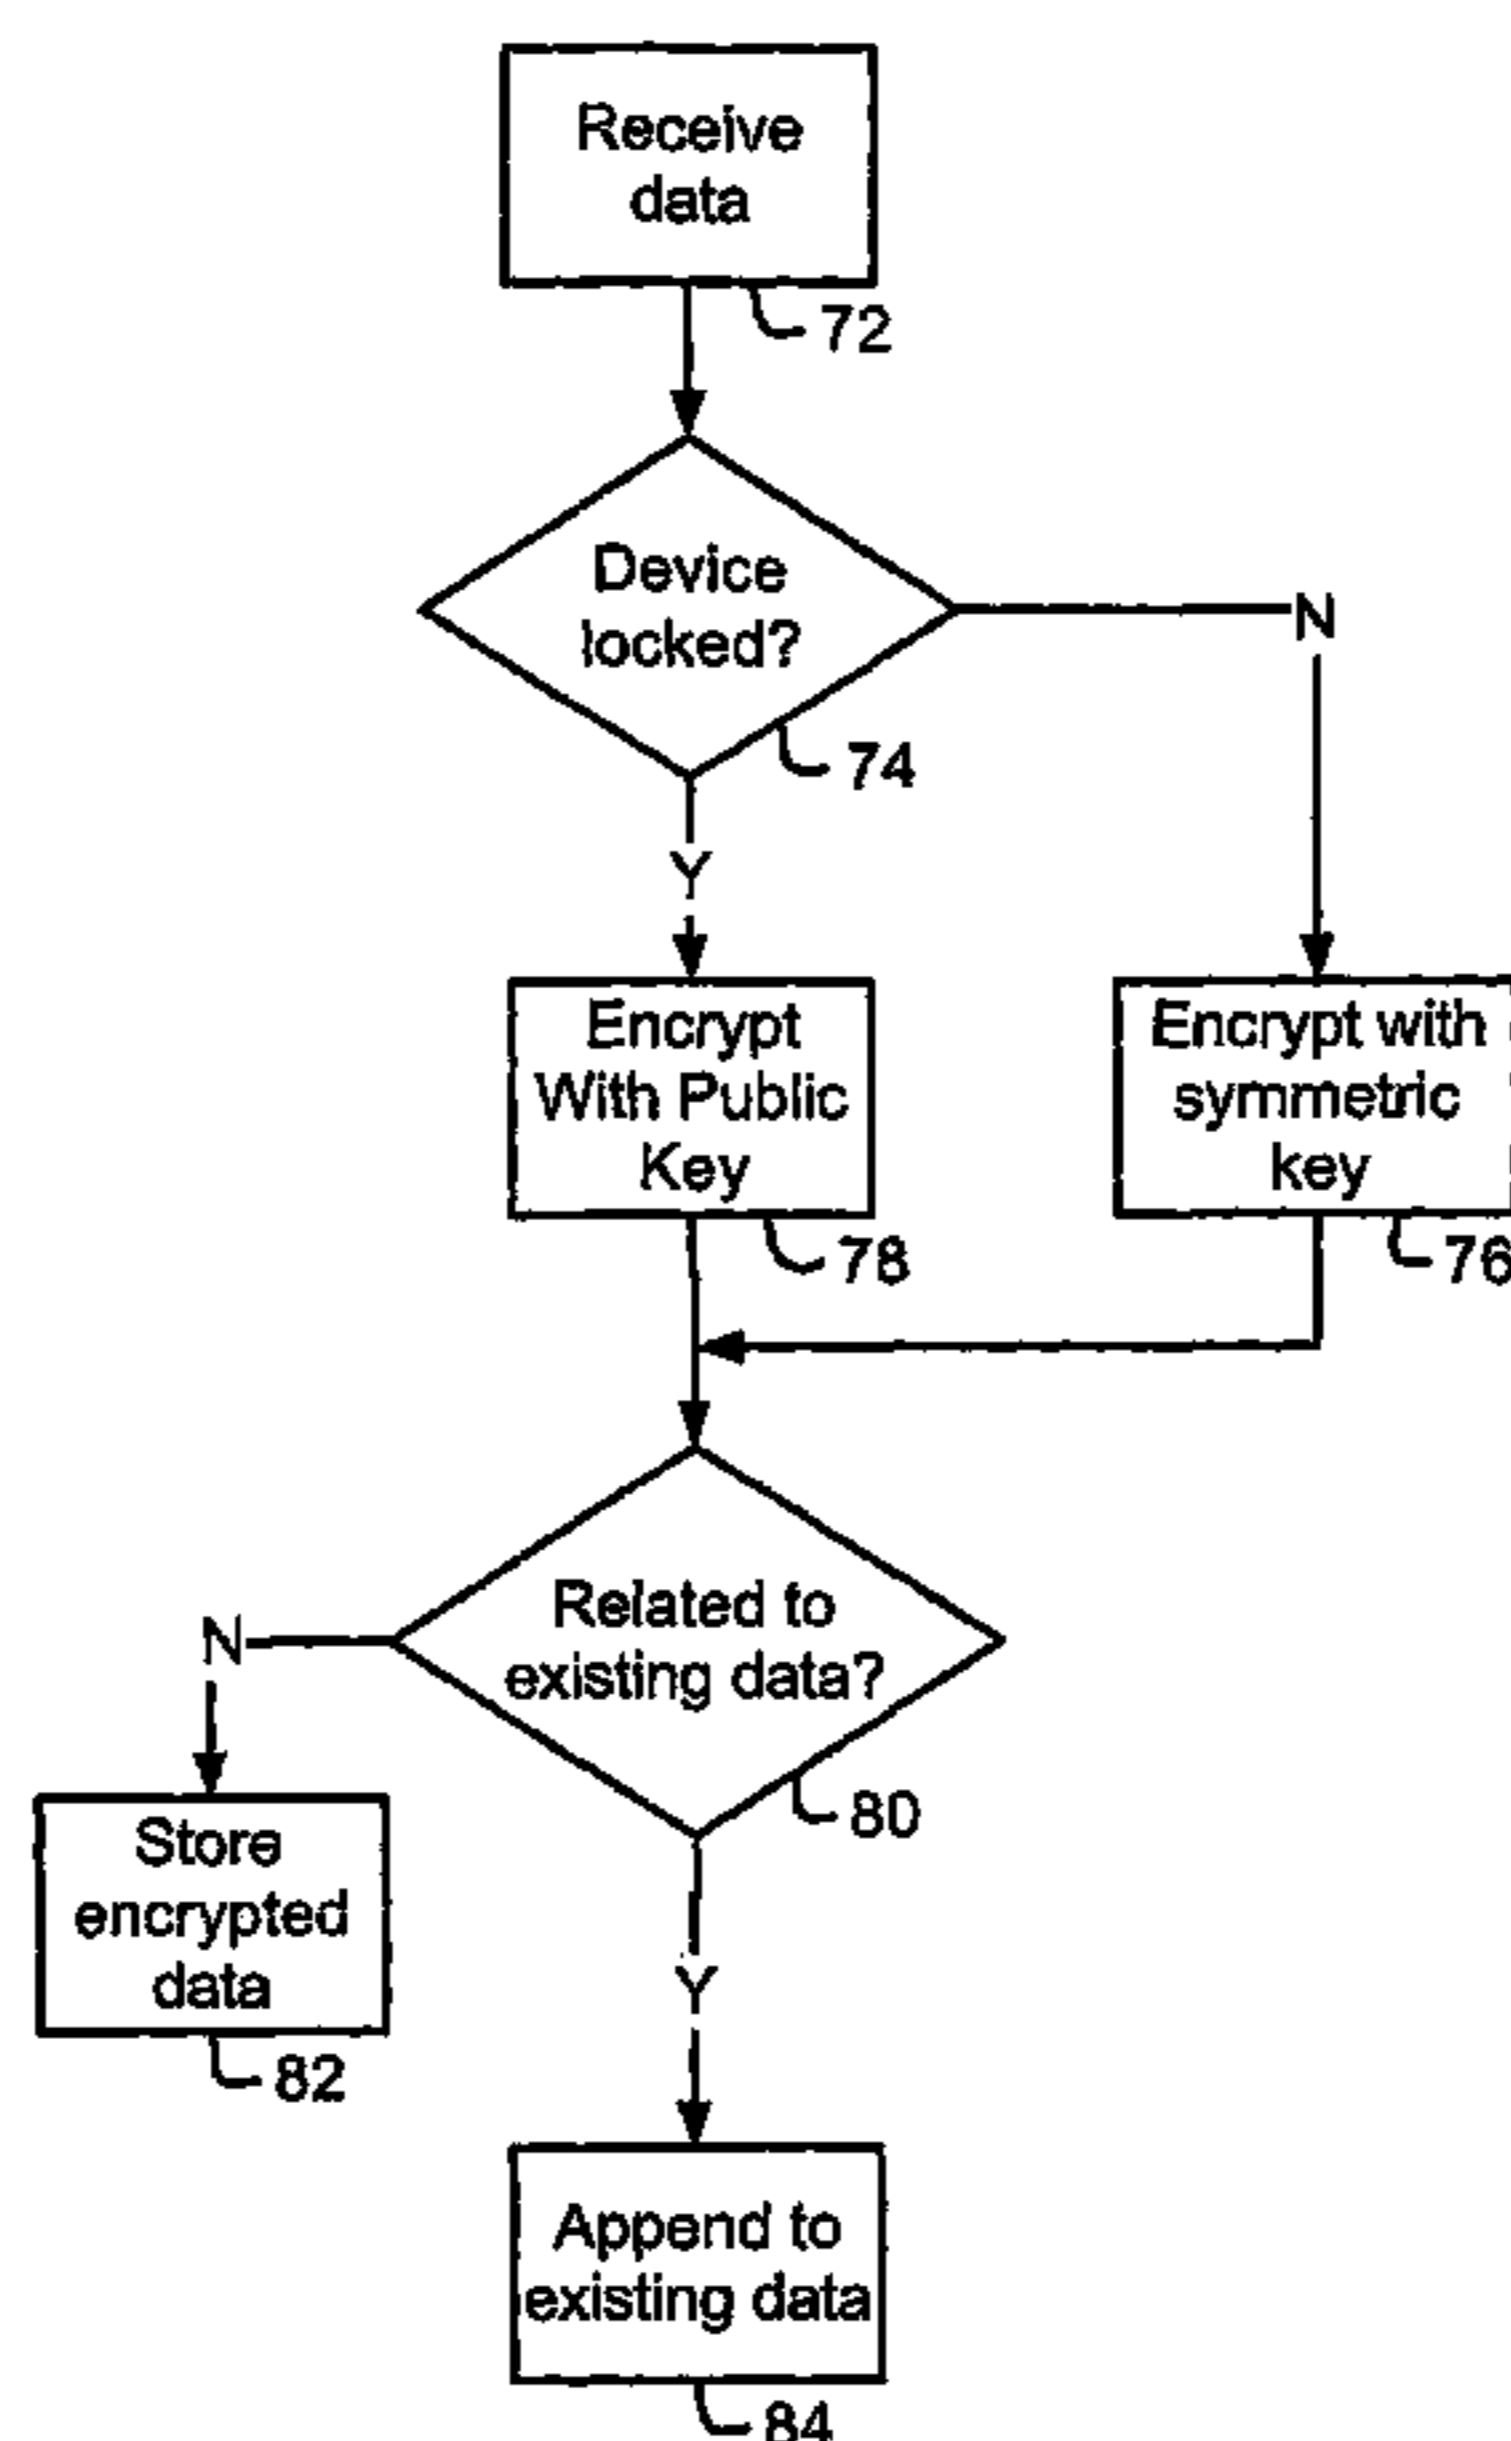 Receive
data
72
Device
locked?
N
74
Y
Encrypt
With Public
Key
Encrypt with
symmetric
key
78
76
Related to
existing data?
N
80
Store
encrypted
data
Y
82
Append to
existing data
84